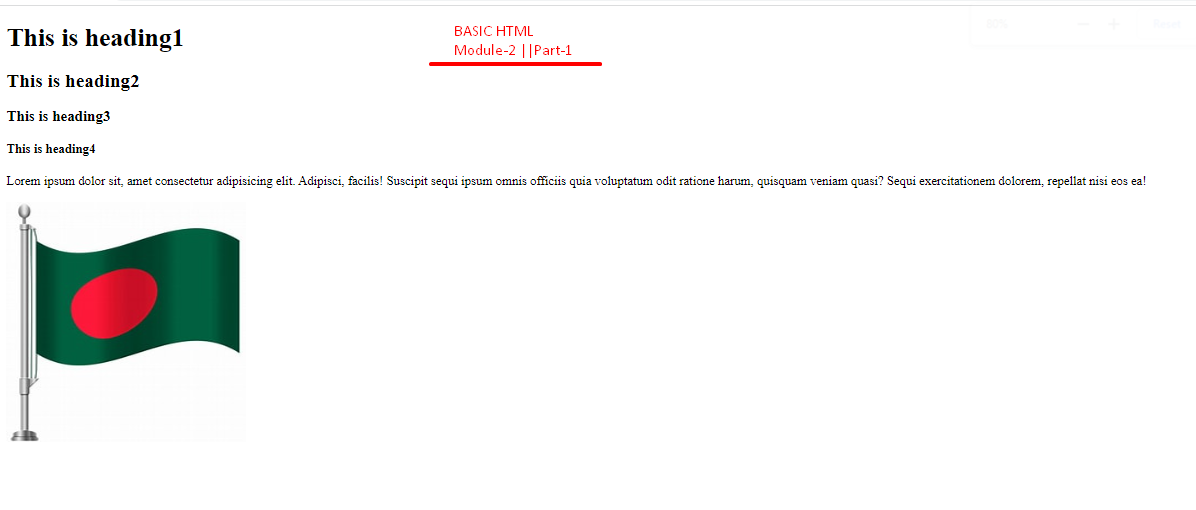 This is heading1
BASIC HTML
Module-2 ||Part-1
This is heading2
This is heading3
This is heading4
Lorem ipsum dolor sit, amet consectetur adipisicing elit. Adipisci, facilis! Suscipit sequi ipsum omnis officiis quia voluptatum odit ratione harum, quisquam veniam quasi? Sequi exercitationem dolorem, repellat nisi eos ea!